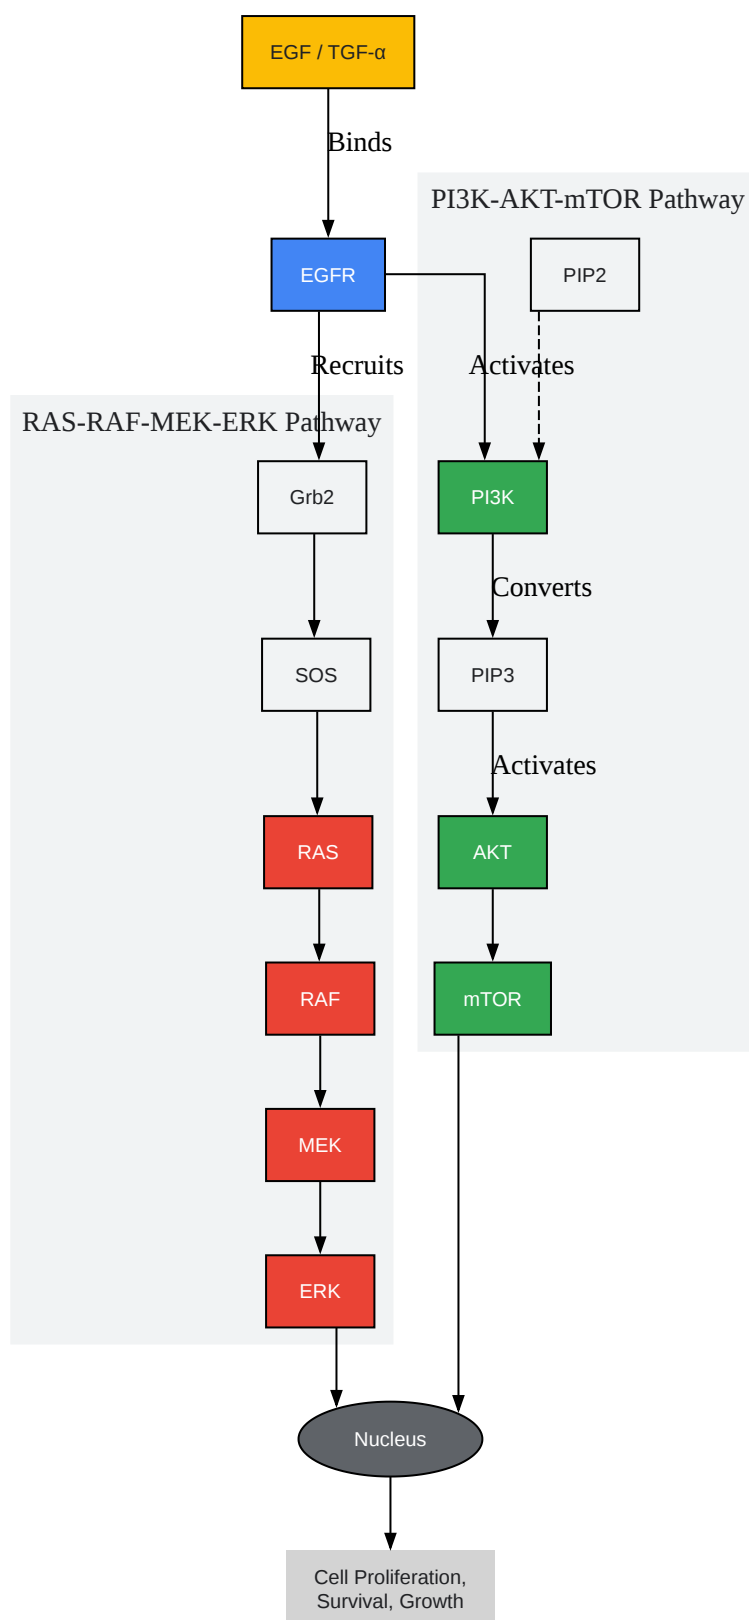 EGF / TGF-α
Binds
PI3K-AKT-mTOR Pathway
EGFR
PIP2
Recruits
Activates
RAS-RAF-MEK-ERK Pathway
Grb2
PI3K
Converts
SOS
PIP3
Activates
RAS
AKT
RAF
mTOR
MEK
ERK
Nucleus
Cell Proliferation,
Survival, Growth